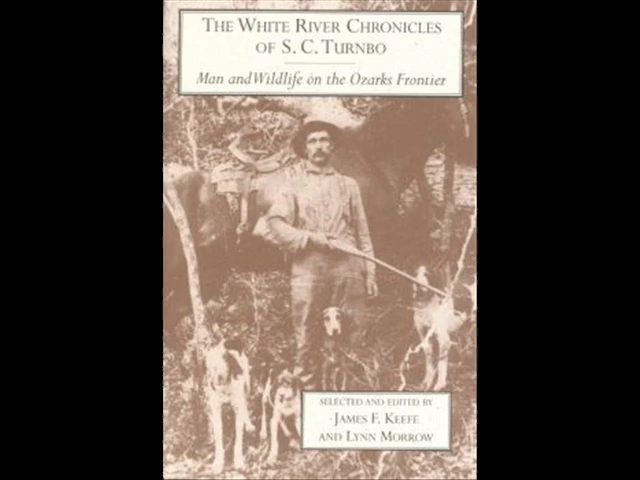 THE WHITE RIVER CHRONICLES
OF S. C. TURNBO
Man and Wildlife on the Ozarks Frontier
SELECTED AND EDITED BY
JAMES F. KEEFE
AND LYNN MORROW